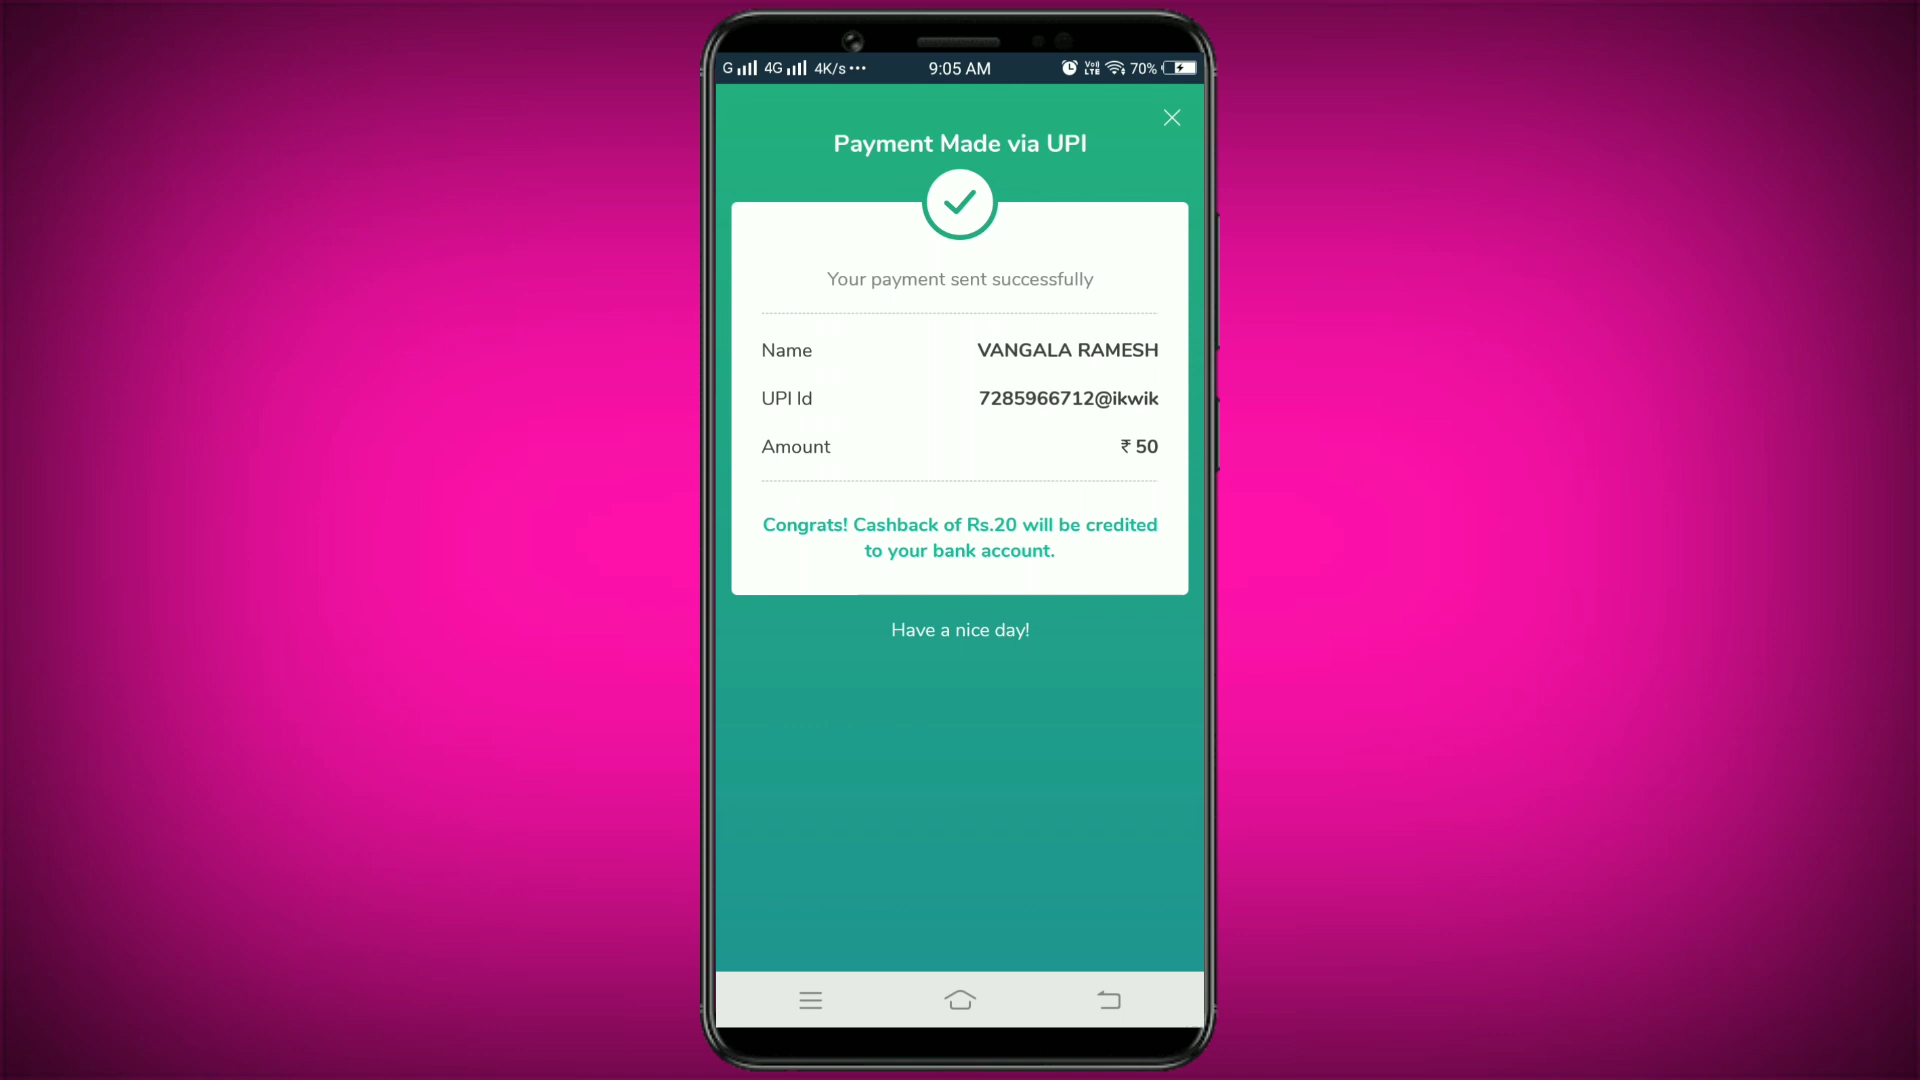 G 4G 4K/s... 9:05 AM VoLTE 70%
Payment Made via UPI
Your payment sent successfully
Name VANGALA RAMESH
UPI Id 7285966712@ikwik
Amount ₹ 50
Congrats! Cashback of Rs.20 will be credited
to your bank account.
Have a nice day!